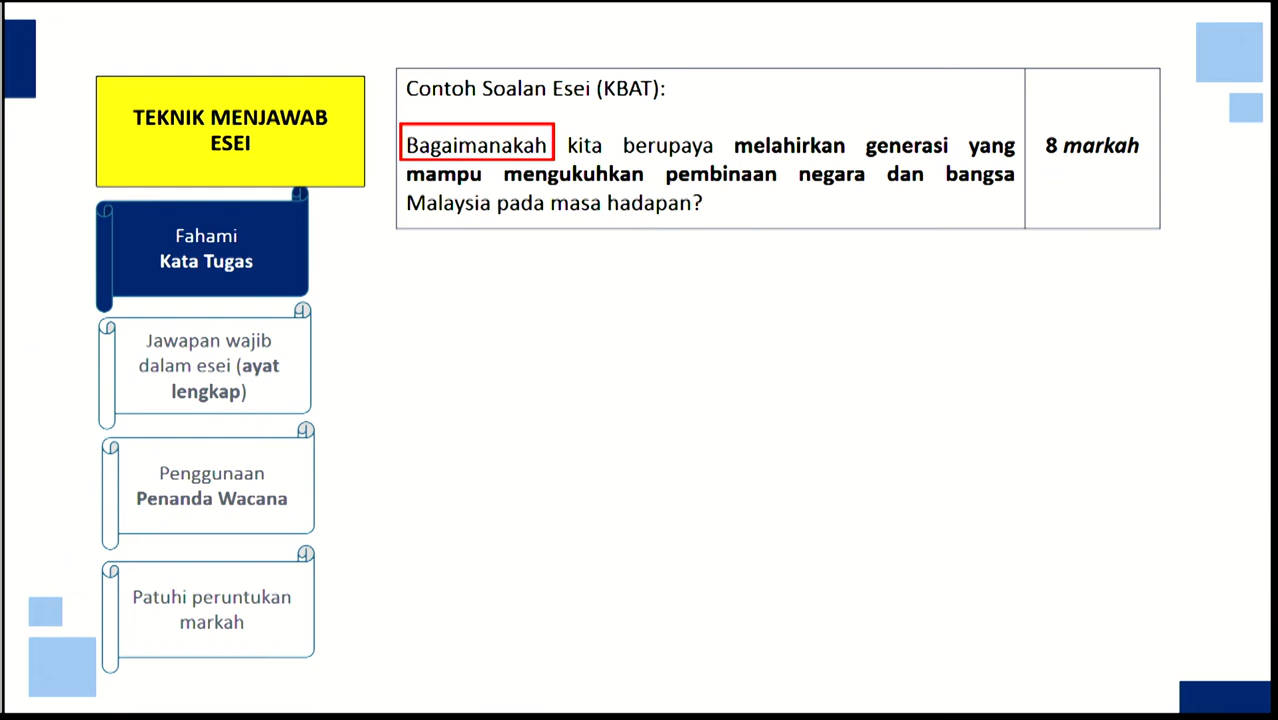 TEKNIK MENJAWAB
ESEI
Fahami
Kata Tugas
Jawapan wajib
dalam esei (ayat
lengkap)
Penggunaan
Penanda Wacana
Patuhi peruntukan
markah
Contoh Soalan Esei (KBAT):
Bagaimanakah kita berupaya melahirkan generasi yang
mampu mengukuhkan pembinaan negara dan bangsa
Malaysia pada masa hadapan?
8 markah